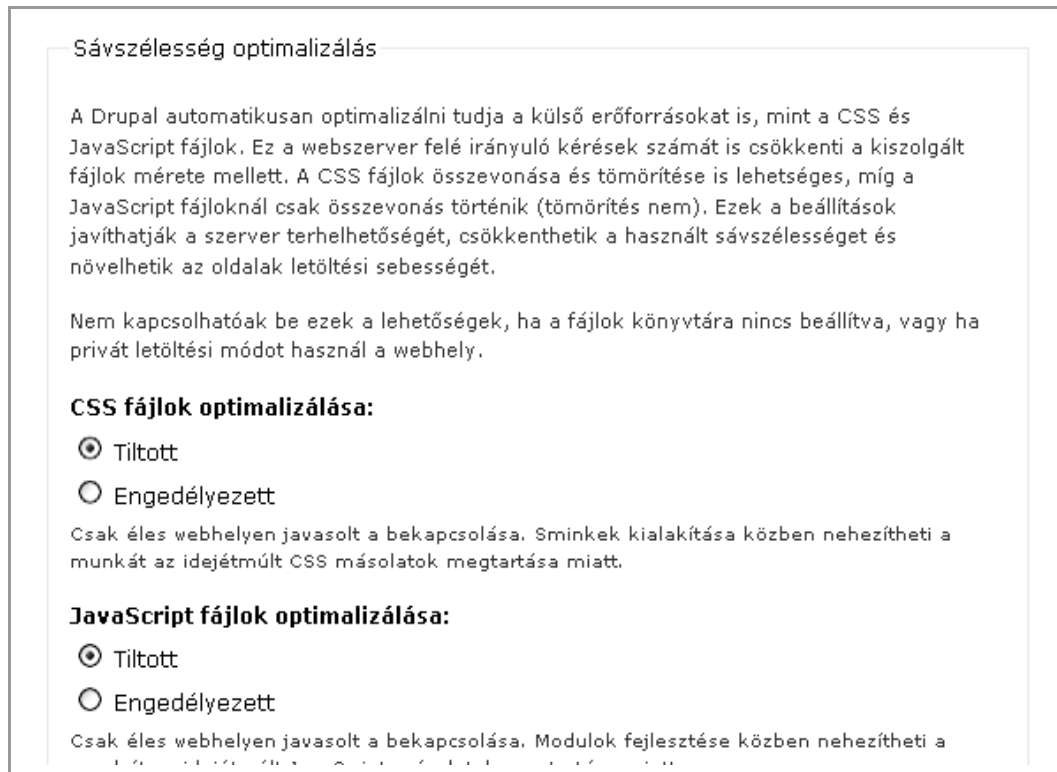 Sávszélesség optimalizálás
A Drupal automatikusan optimalizálni tudja a külső erőforrásokat is, mint a CSS és
JavaScript fájlok. Ez a webszerver felé irányuló kérések számát is csökkenti a kiszolgált
fájlok mérete mellett. A CSS fájlok összevonása és tömörítése is lehetséges, míg a
JavaScript fájloknál csak összevonás történik (tömörítés nem). Ezek a beállítások
javíthatják a szerver terhelhetőségét, csökkenthetik a használt sávszélességet és
növelhetik az oldalak letöltési sebességét.
Nem kapcsolhatóak be ezek a lehetőségek, ha a fájlok könyvtára nincs beállítva, vagy ha
privát letöltési módot használ a webhely.
CSS fájlok optimalizálása:
Tiltott
Engedélyezett
Csak éles webhelyen javasolt a bekapcsolása. Sminkek kialakítása közben nehezítheti a
munkát az idejétmúlt CSS másolatok megtartása miatt.
JavaScript fájlok optimalizálása:
Tiltott
Engedélyezett
Csak éles webhelyen javasolt a bekapcsolása. Modulok fejlesztése közben nehezítheti a